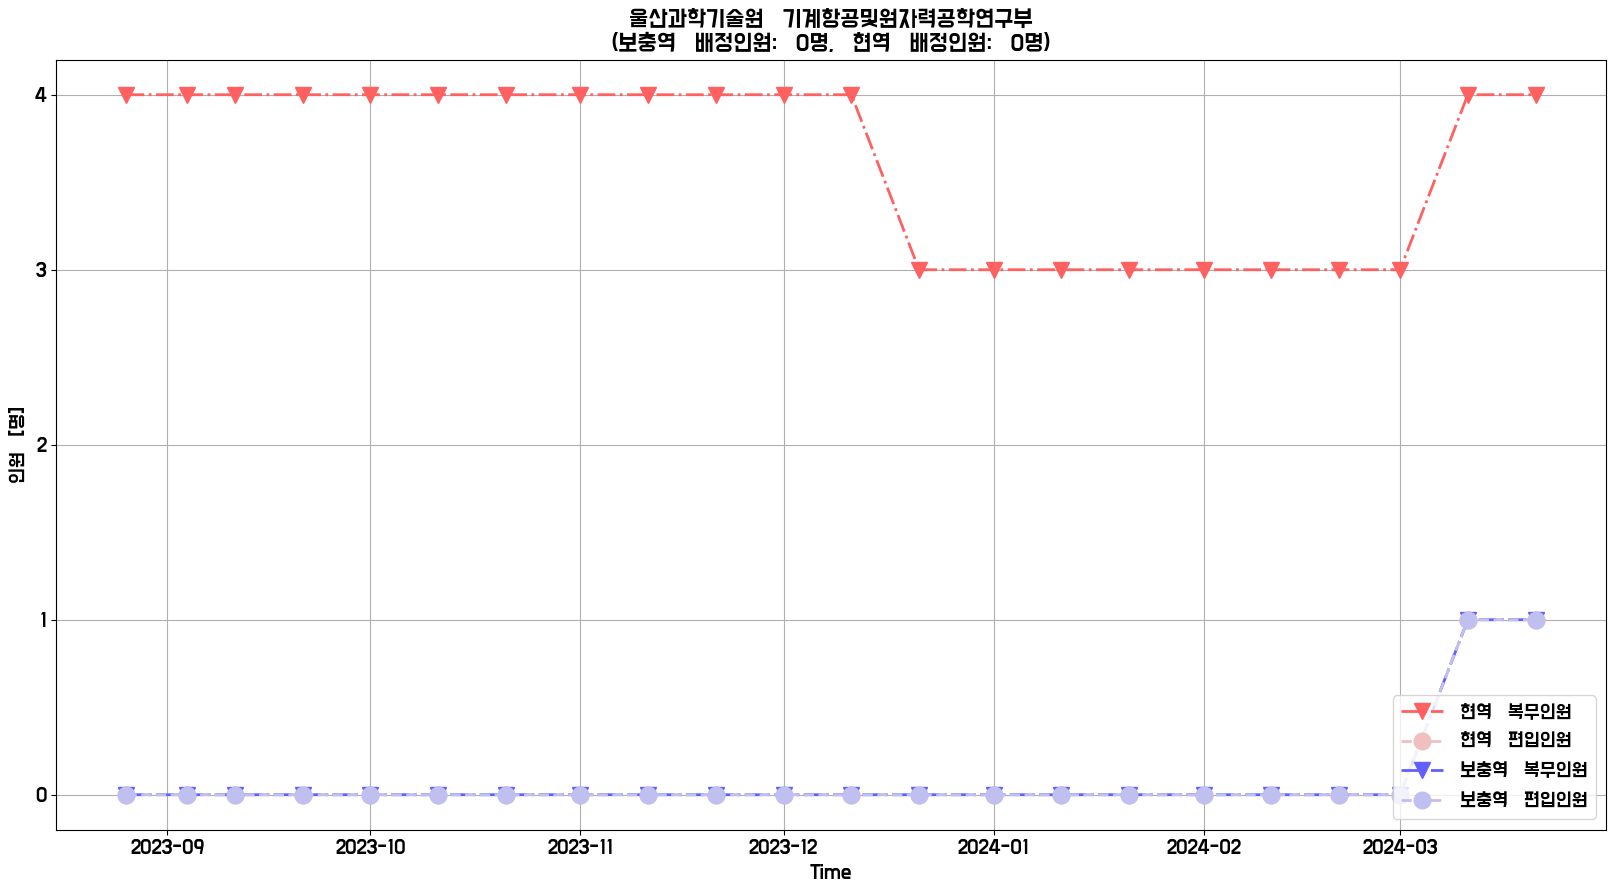 울산과학기술원 기계항공및원자력공학연구부
(보충역 배정인원: 0명, 현역 배정인원: 0명)
인원 [명]
4
3
2
1
0
현역 복무인원
현역 편입인원
보충역 복무인원
보충역 편입인원
2023-09 2023-10 2023-11 2023-12 2024-01 2024-02 2024-03
Time